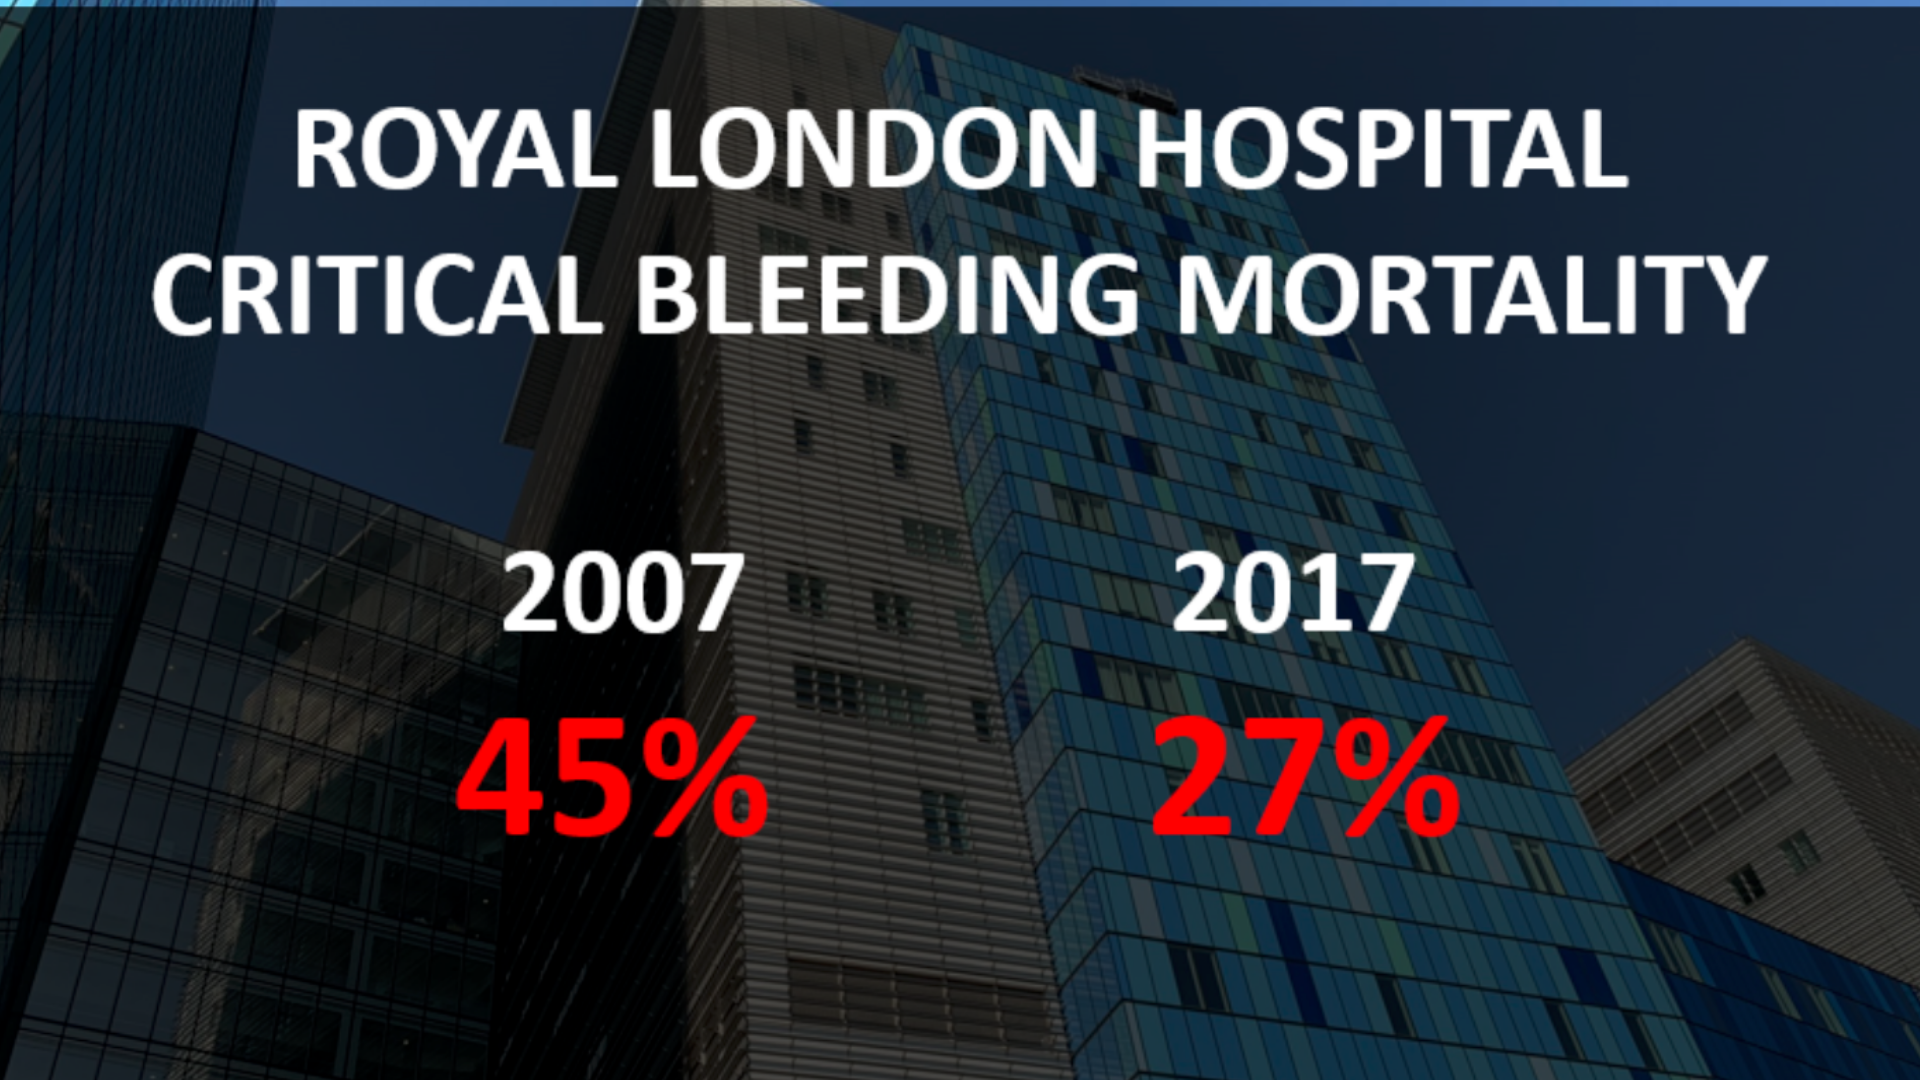 ROYAL LONDON HOSPITAL
CRITICAL BLEEDING MORTALITY
2007 2017
45% 27%